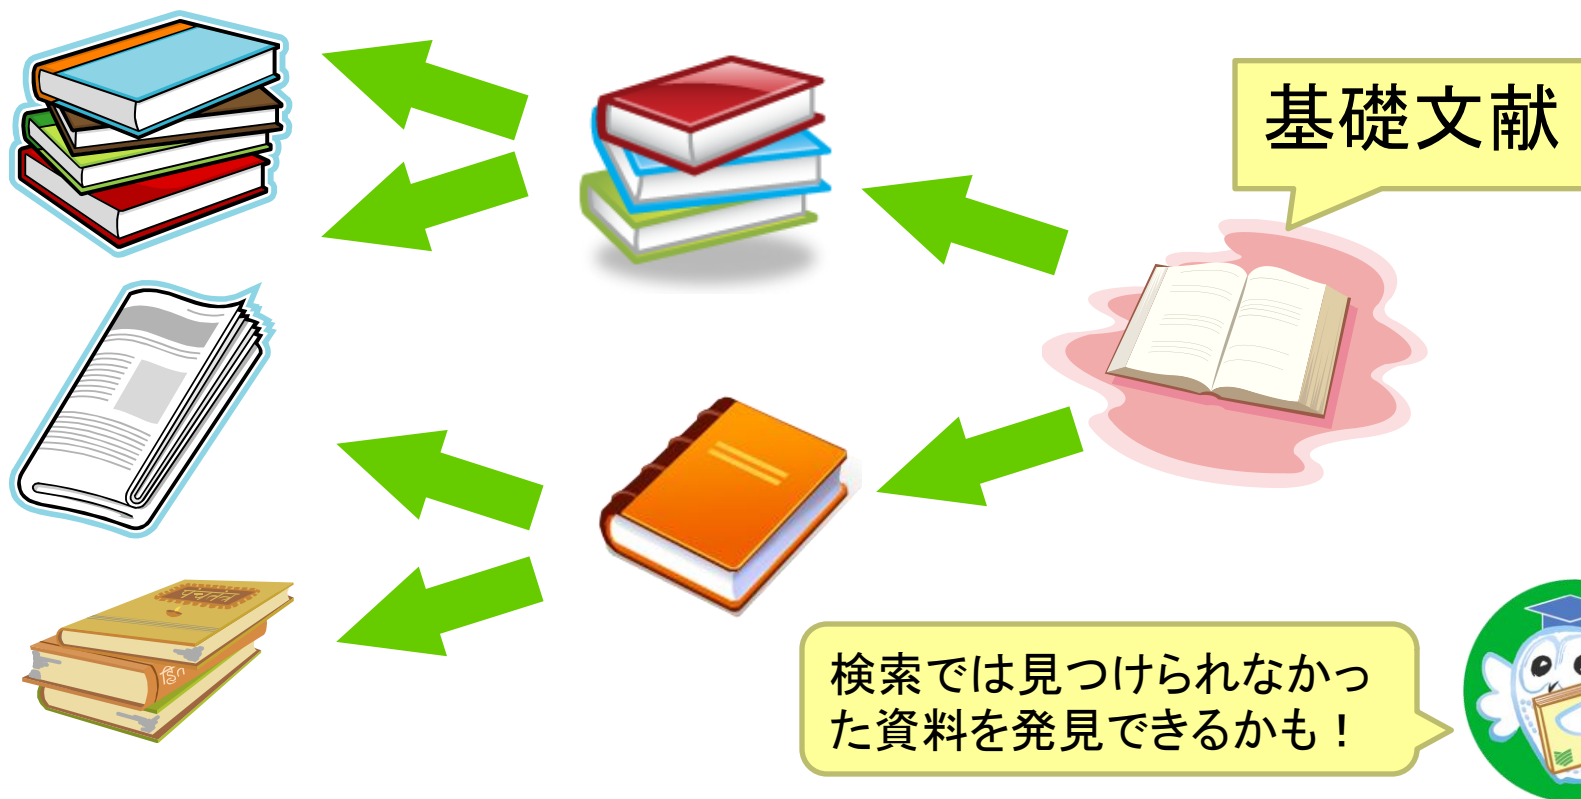 基礎文献
検索では見つけられなかっ
た資料を発見できるかも！